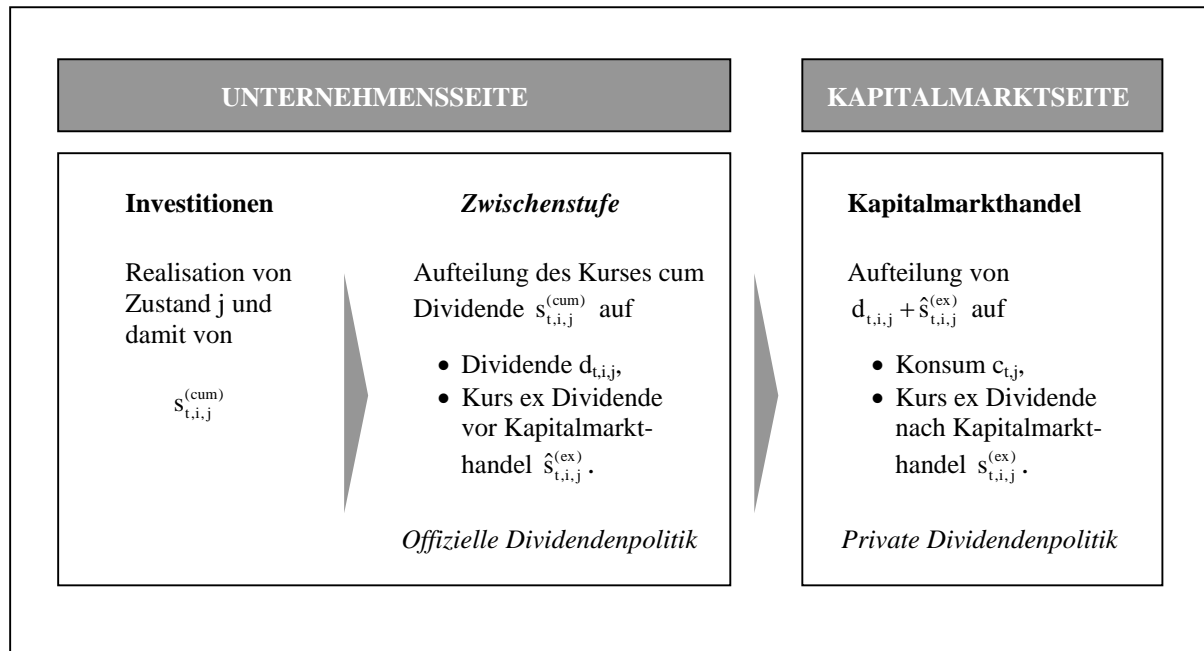 UNTERNEHMENSSEITE
KAPITALMARKTSEITE
Investitionen
Realisation von
Zustand j und
damit von
s_{t,i,j}^{(cum)}
Zwischenstufe
Aufteilung des Kurses cum
Dividende s_{t,i,j}^{(cum)} auf
• Dividende d_{t,i,j},
• Kurs ex Dividende
vor Kapitalmarkt-
handel ŝ_{t,i,j}^{(ex)}.
Offizielle Dividendenpolitik
Kapitalmarkthandel
Aufteilung von
d_{t,i,j} + ŝ_{t,i,j}^{(ex)} auf
• Konsum c_{t,j},
• Kurs ex Dividende
nach Kapitalmarkt-
handel s_{t,i,j}^{(ex)}.
Private Dividendenpolitik